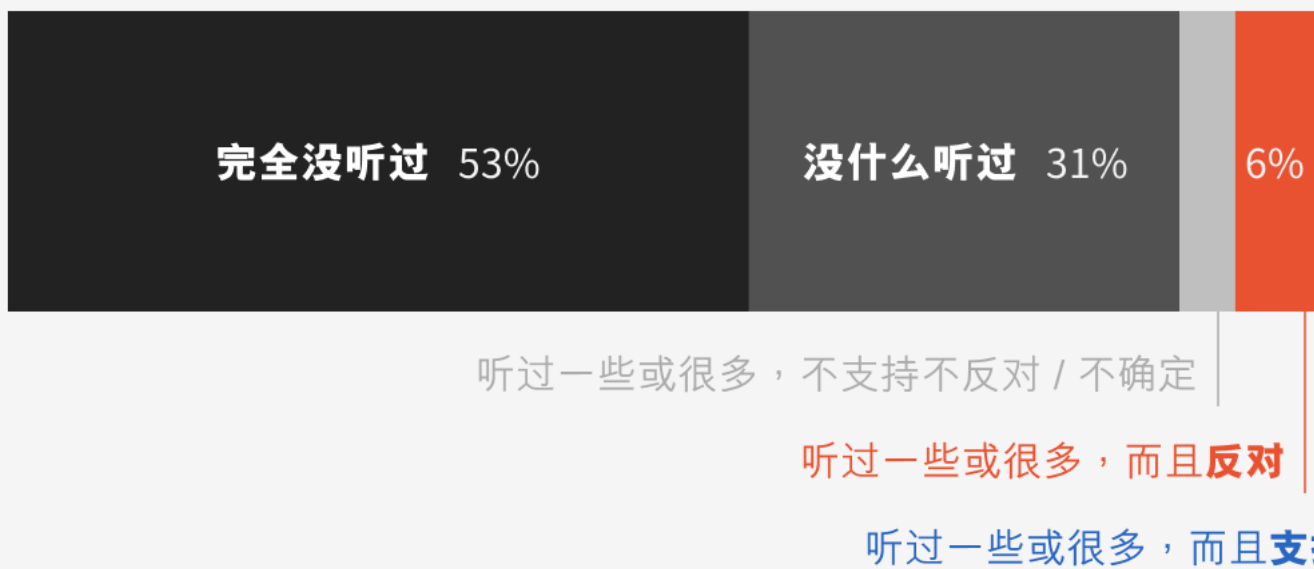 完全没听过 53% 没什么听过 31% 6%
听过一些或很多，不支持不反对 / 不确定
听过一些或很多，而且反对
听过一些或很多，而且支